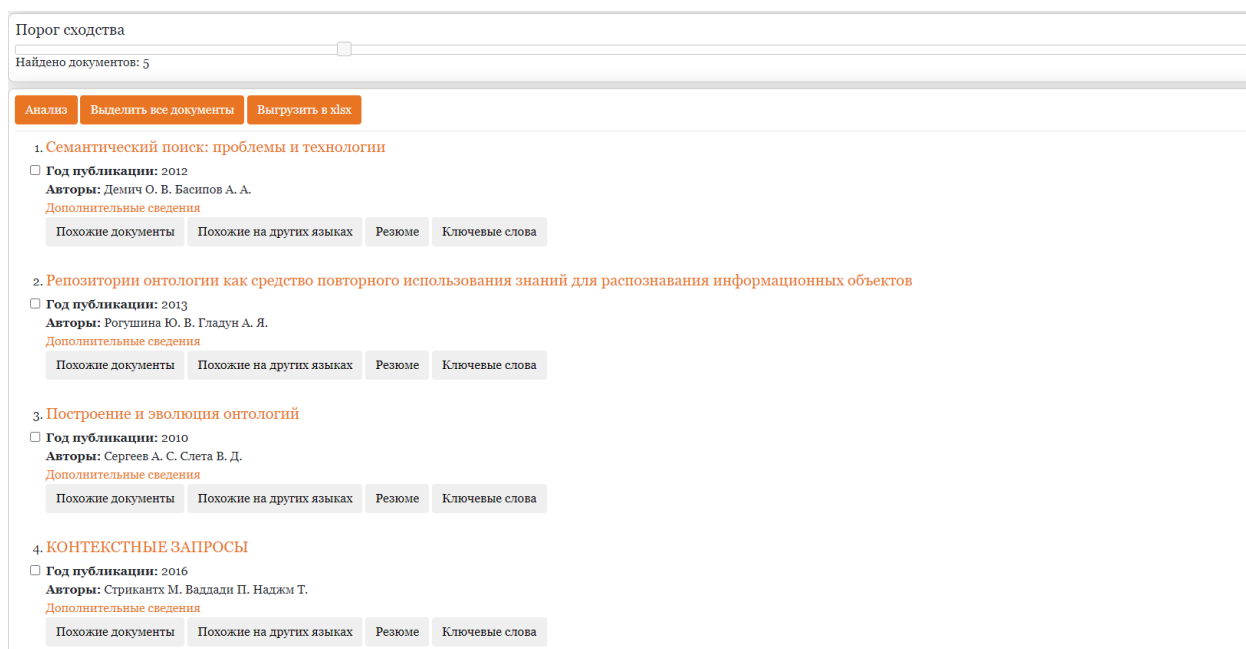 Порог сходства
Найдено документов: 5
Анализ Выделить все документы Выгрузить в xlsx
1. Семантический поиск: проблемы и технологии
Год публикации: 2012
Авторы: Демич О. В. Басипов А. А.
Дополнительные сведения
Похожие документы Похожие на других языках Резюме Ключевые слова
2. Репозитории онтологии как средство повторного использования знаний для распознавания информационных объектов
Год публикации: 2013
Авторы: Рогушина Ю. В. Гладун А. Я.
Дополнительные сведения
Похожие документы Похожие на других языках Резюме Ключевые слова
3. Построение и эволюция онтологий
Год публикации: 2010
Авторы: Сергеев А. С. Слета В. Д.
Дополнительные сведения
Похожие документы Похожие на других языках Резюме Ключевые слова
4. КОНТЕКСТНЫЕ ЗАПРОСЫ
Год публикации: 2016
Авторы: Стрикантх М. Ваддади П. Наджм Т.
Дополнительные сведения
Похожие документы Похожие на других языках Резюме Ключевые слова